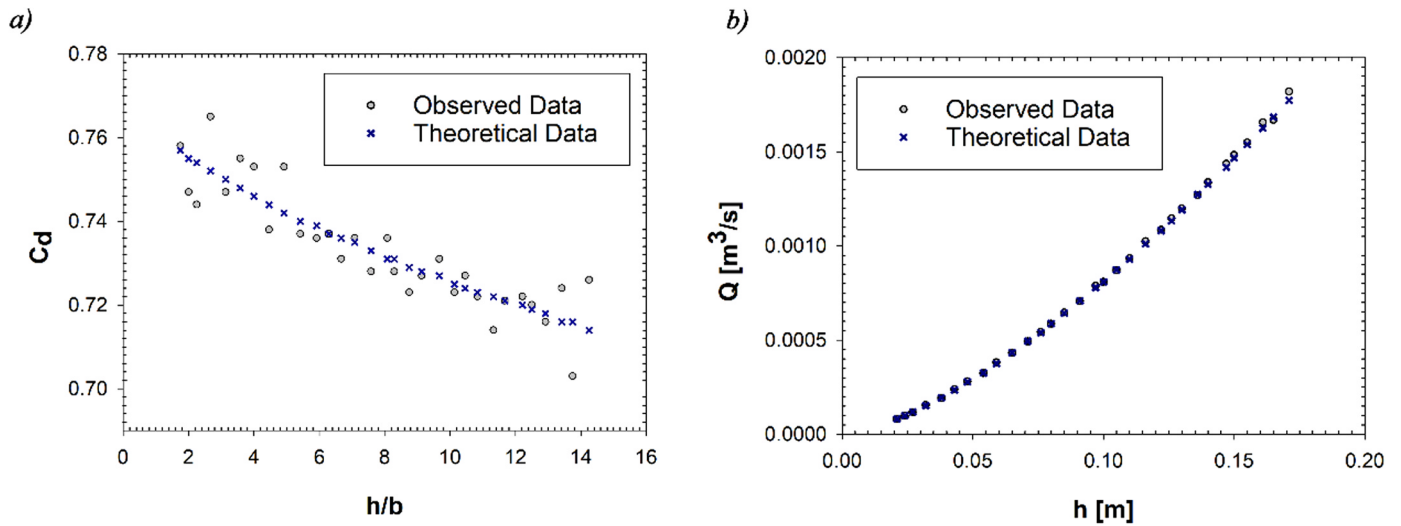 a)
0.78
0.76
0.74
0.72
0.70
Cd
Observed Data
Theoretical Data
0 2 4 6 8 10 12 14 16
h/b
b)
0.0020
0.0015
0.0010
0.0005
0.0000
Q [m³/s]
Observed Data
Theoretical Data
0.00 0.05 0.10 0.15 0.20
h [m]